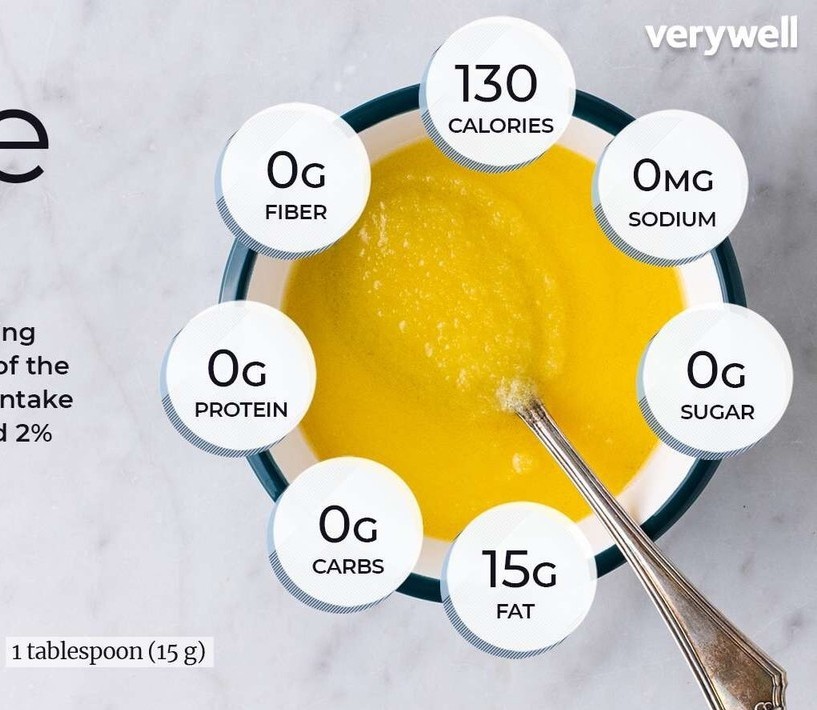 verywell
e
130
CALORIES
0G
FIBER
0MG
SODIUM
ng
of the
ntake
d 2%
0G
PROTEIN
0G
SUGAR
0G
CARBS
15G
FAT
1 tablespoon (15 g)